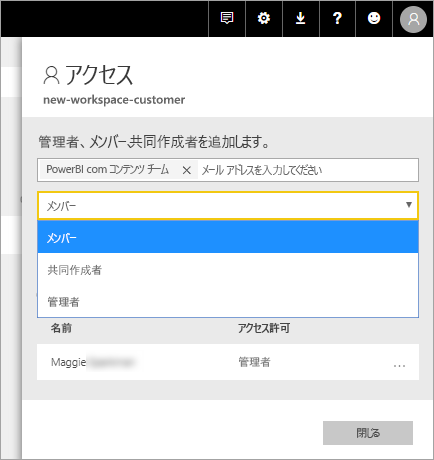 アクセス
new-workspace-customer
管理者、メンバー、共同作成者を追加します。
PowerBI com コンテンツ チーム × メール アドレスを入力してください
メンバー
メンバー
共同作成者
管理者
名前 アクセス許可
Maggie 管理者 ...
閉じる